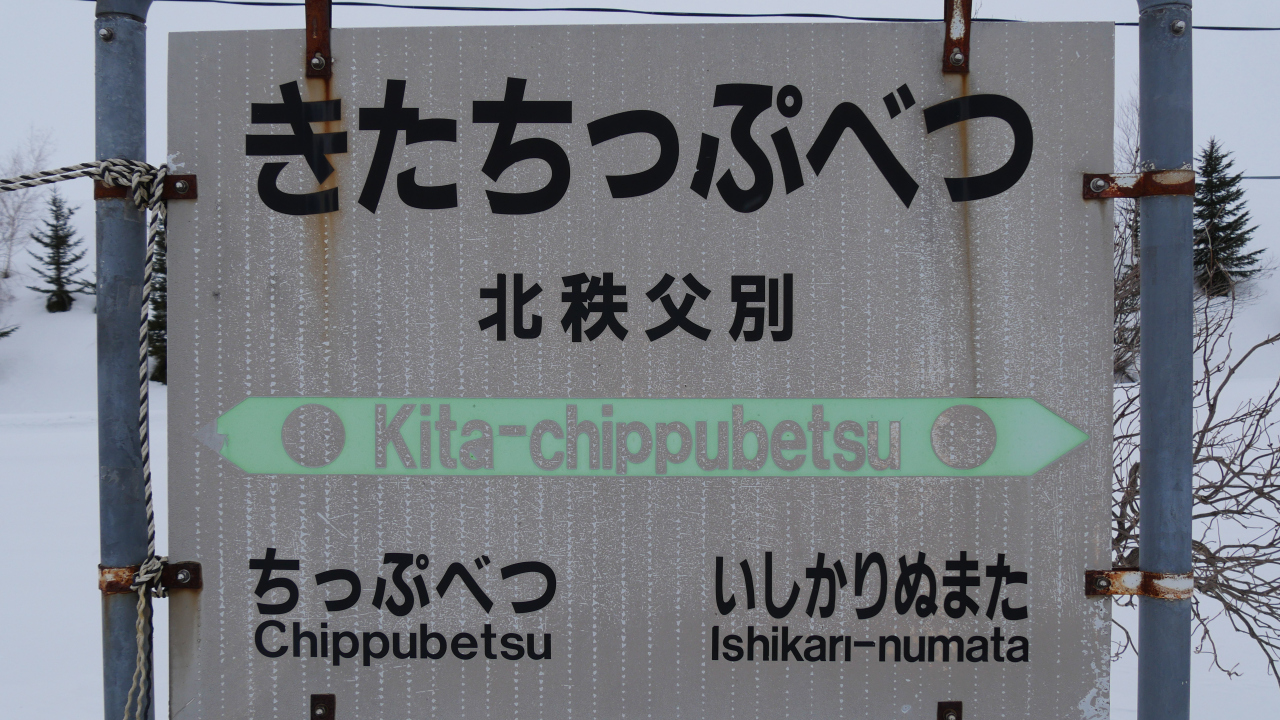 きたちっぷべつ
北秩父別
Kita-chippubetsu
ちっぷべつ いしかりぬまた
Chippubetsu Ishikari-numata